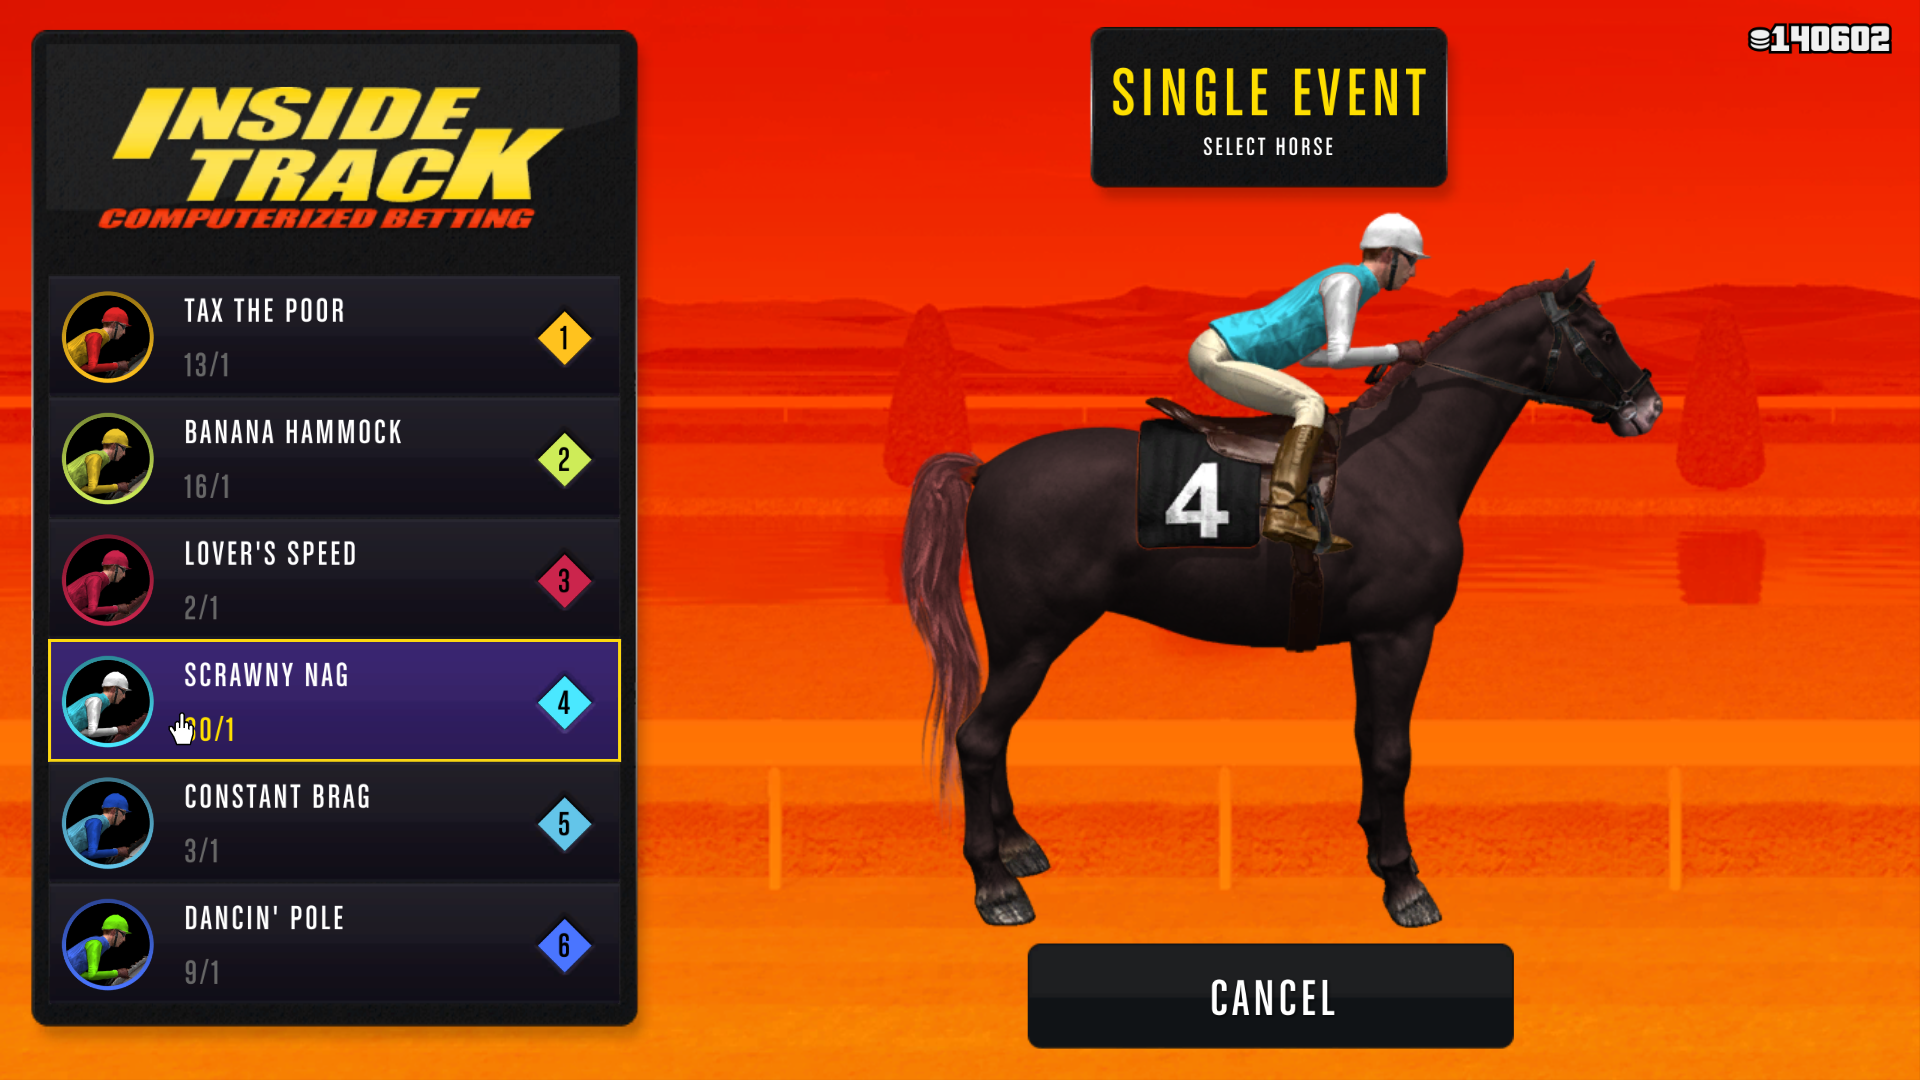 INSIDE
TRACK
COMPUTERIZED BETTING
TAX THE POOR
13/1
1
BANANA HAMMOCK
16/1
2
LOVER'S SPEED
2/1
3
SCRAWNY NAG
0/1
4
CONSTANT BRAG
3/1
5
DANCIN' POLE
9/1
6
SINGLE EVENT
SELECT HORSE
140602
4
CANCEL